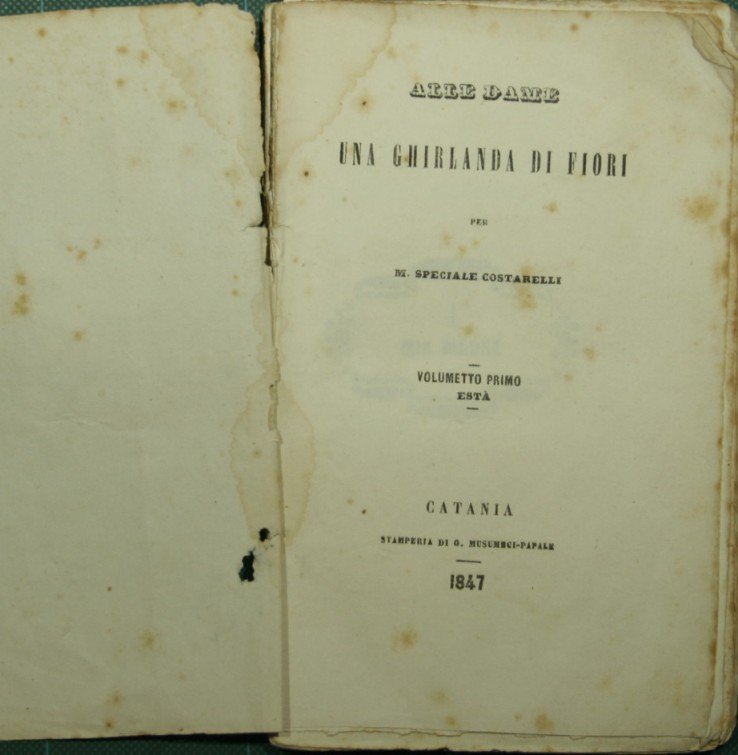 ALLE DAME
UNA GHIRLANDA DI FIORI
PER
M. SPECIALE COSTARELLI
VOLUMETTO PRIMO
ESTÀ
CATANIA
STAMPERIA DI G. MUSUMECI-PAPALE
1847